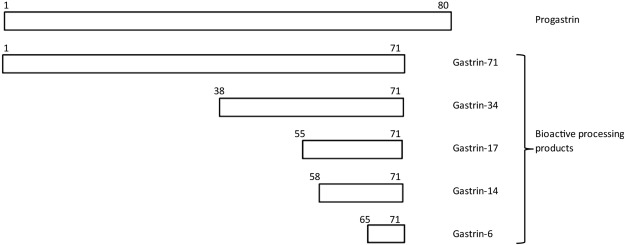 1 80 Progastrin
1 71 Gastrin-71
38 71 Gastrin-34
55 71 Gastrin-17
58 71 Gastrin-14
65 71 Gastrin-6
Bioactive processing
products